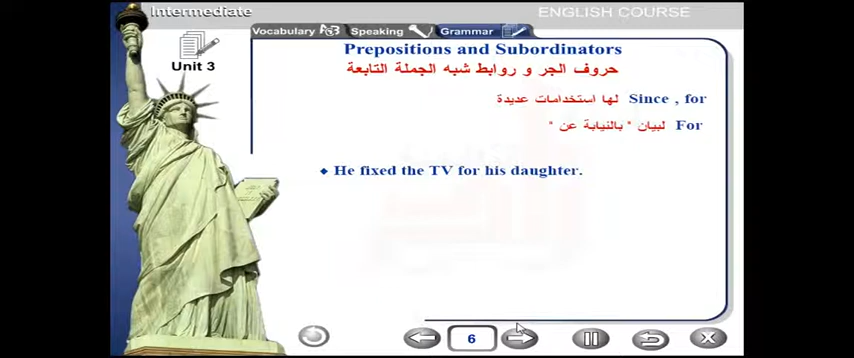 Intermediate
ENGLISH COURSE
Vocabulary
Speaking
Grammar
Unit 3
Prepositions and Subordinators
حروف الجر و روابط شبه الجملة التابعة
Since , for لها استخدامات عديدة
For لبيان " بالنيابة عن "
He fixed the TV for his daughter.
6